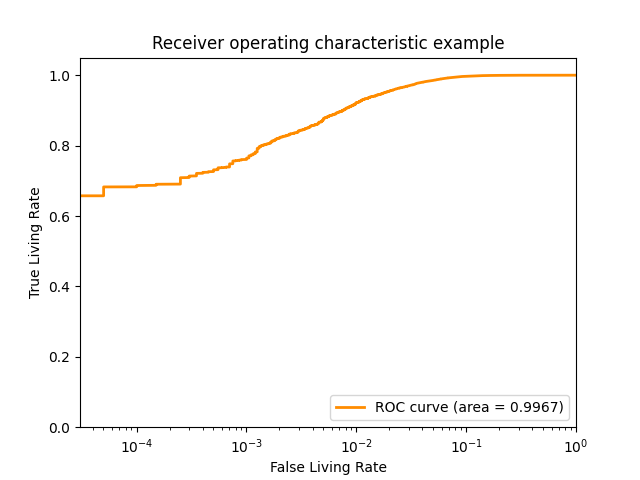 Receiver operating characteristic example
True Living Rate
1.0
0.8
0.6
0.4
0.2
0.0
ROC curve (area = 0.9967)
10⁻⁴
10⁻³
10⁻²
10⁻¹
10⁰
False Living Rate